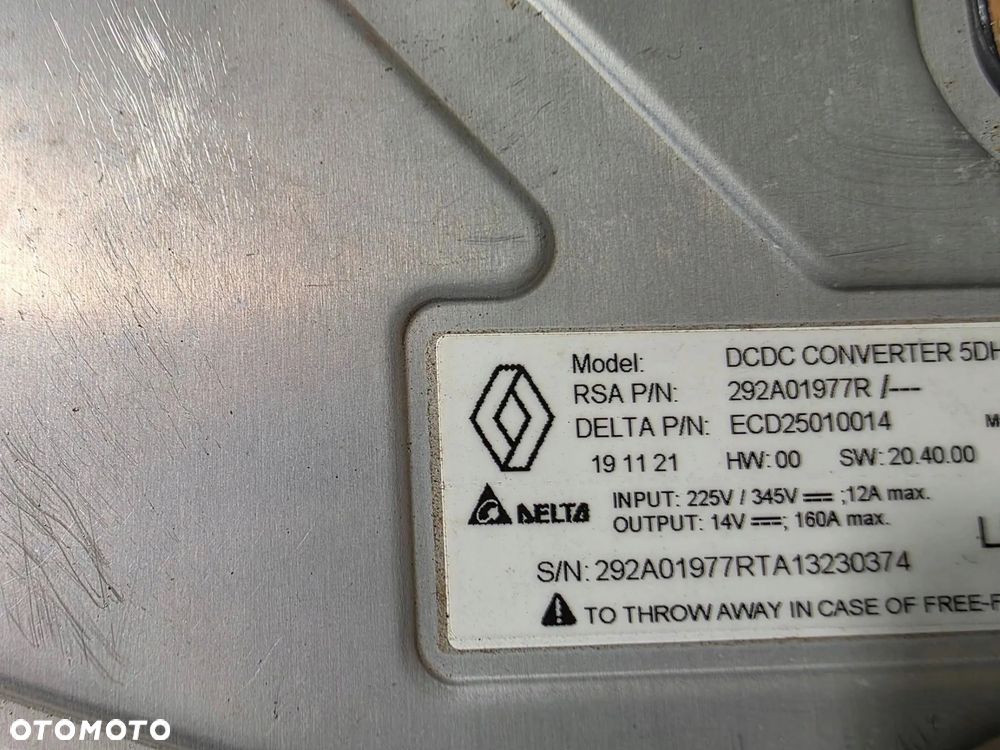 Model: DCDC CONVERTER 5DH
RSA P/N: 292A01977R /---
DELTA P/N: ECD25010014
19 11 21 HW: 00 SW: 20.40.00
DELTA
INPUT: 225V / 345V ⎓ ;12A max.
OUTPUT: 14V ⎓; 160A max.
S/N: 292A01977RTA13230374
TO THROW AWAY IN CASE OF FREE-F
OTOMOTO